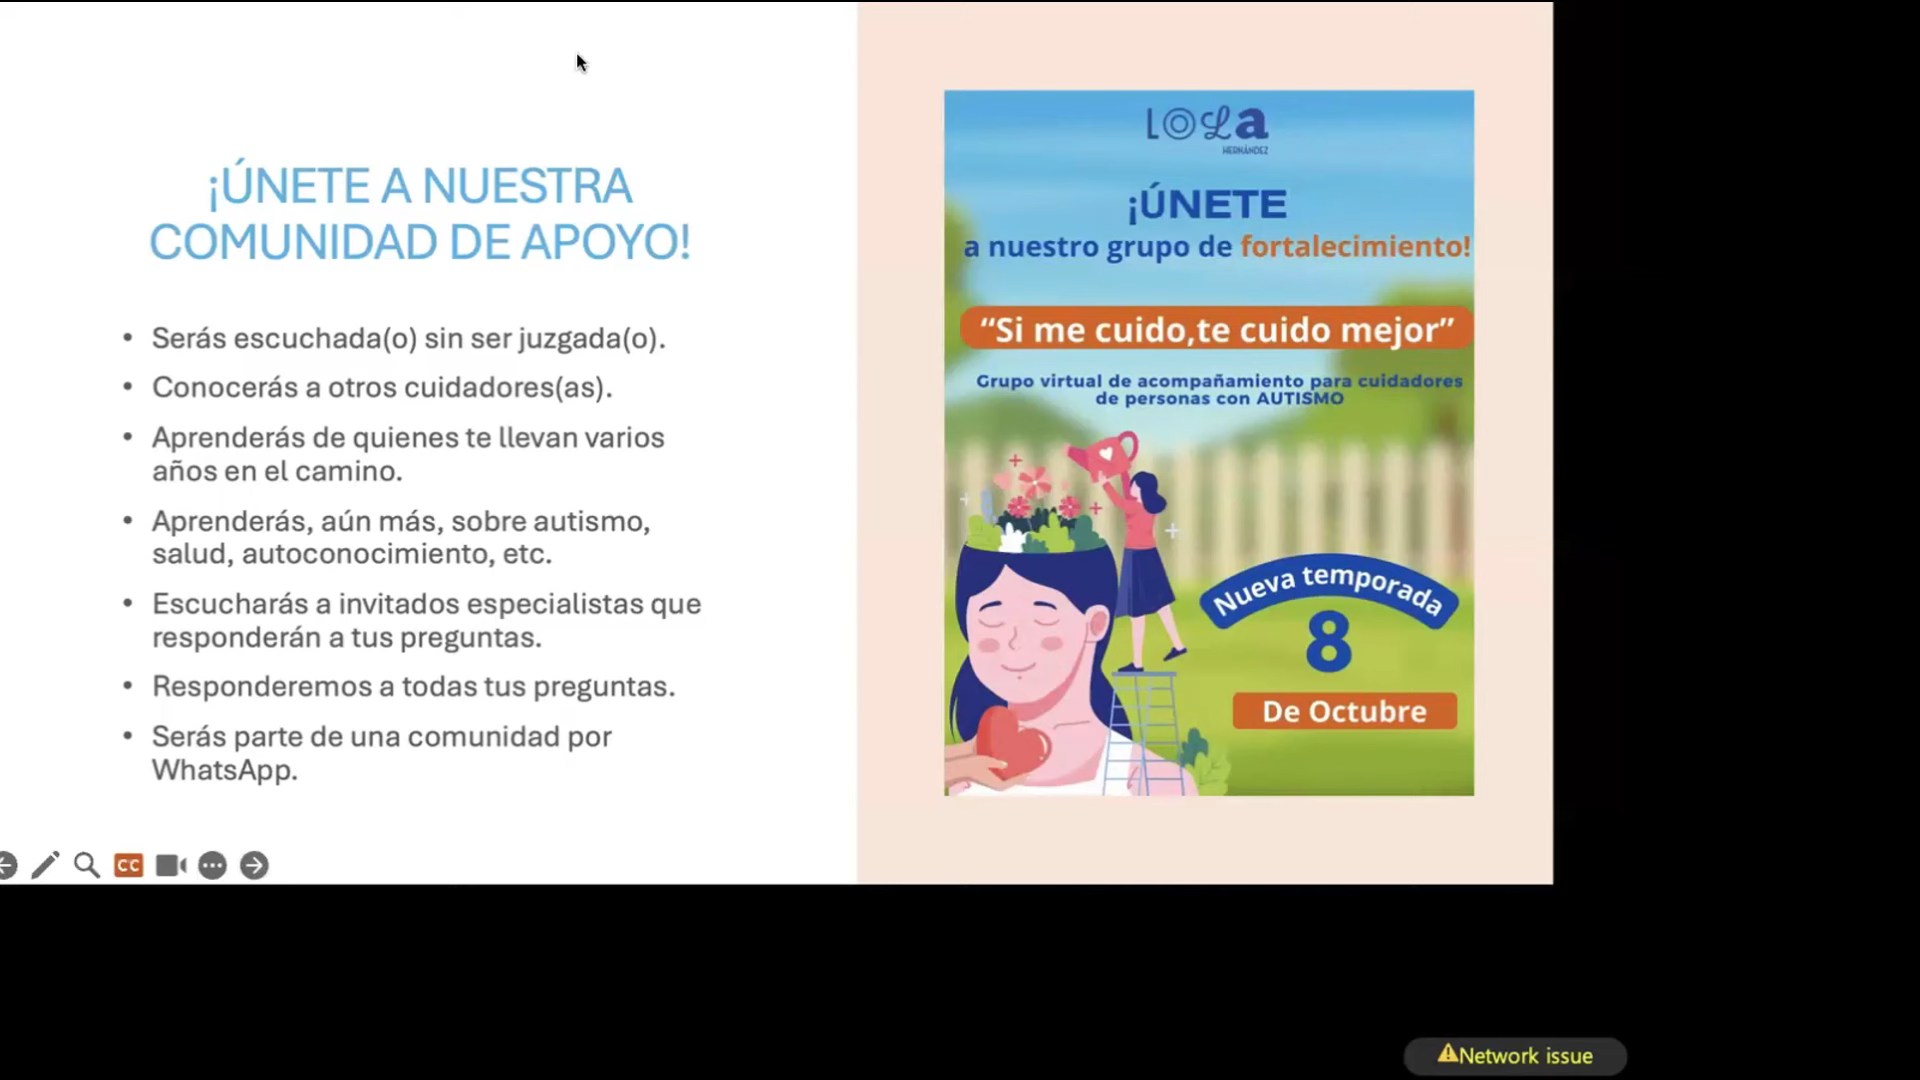 ¡ÚNETE A NUESTRA
COMUNIDAD DE APOYO!
• Serás escuchada(o) sin ser juzgada(o).
• Conocerás a otros cuidadores(as).
• Aprenderás de quienes te llevan varios
años en el camino.
• Aprenderás, aún más, sobre autismo,
salud, autoconocimiento, etc.
• Escucharás a invitados especialistas que
responderán a tus preguntas.
• Responderemos a todas tus preguntas.
• Serás parte de una comunidad por
WhatsApp.
CC
LOLa
HERNÁNDEZ
¡ÚNETE
a nuestro grupo de fortalecimiento!
“Si me cuido,te cuido mejor”
Grupo virtual de acompañamiento para cuidadores
de personas con AUTISMO
Nueva temporada
8
De Octubre
Network issue